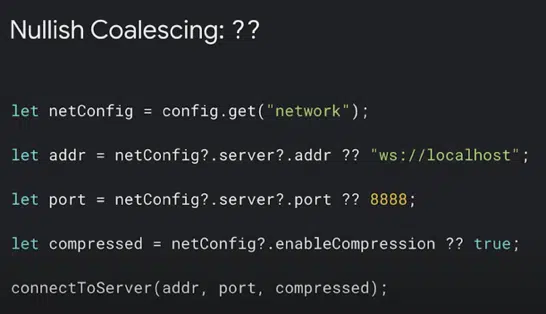 Nullish Coalescing: ??
let netConfig = config.get("network");
let addr = netConfig?.server?.addr ?? "ws://localhost";
let port = netConfig?.server?.port ?? 8888;
let compressed = netConfig?.enableCompression ?? true;
connectToServer(addr, port, compressed);